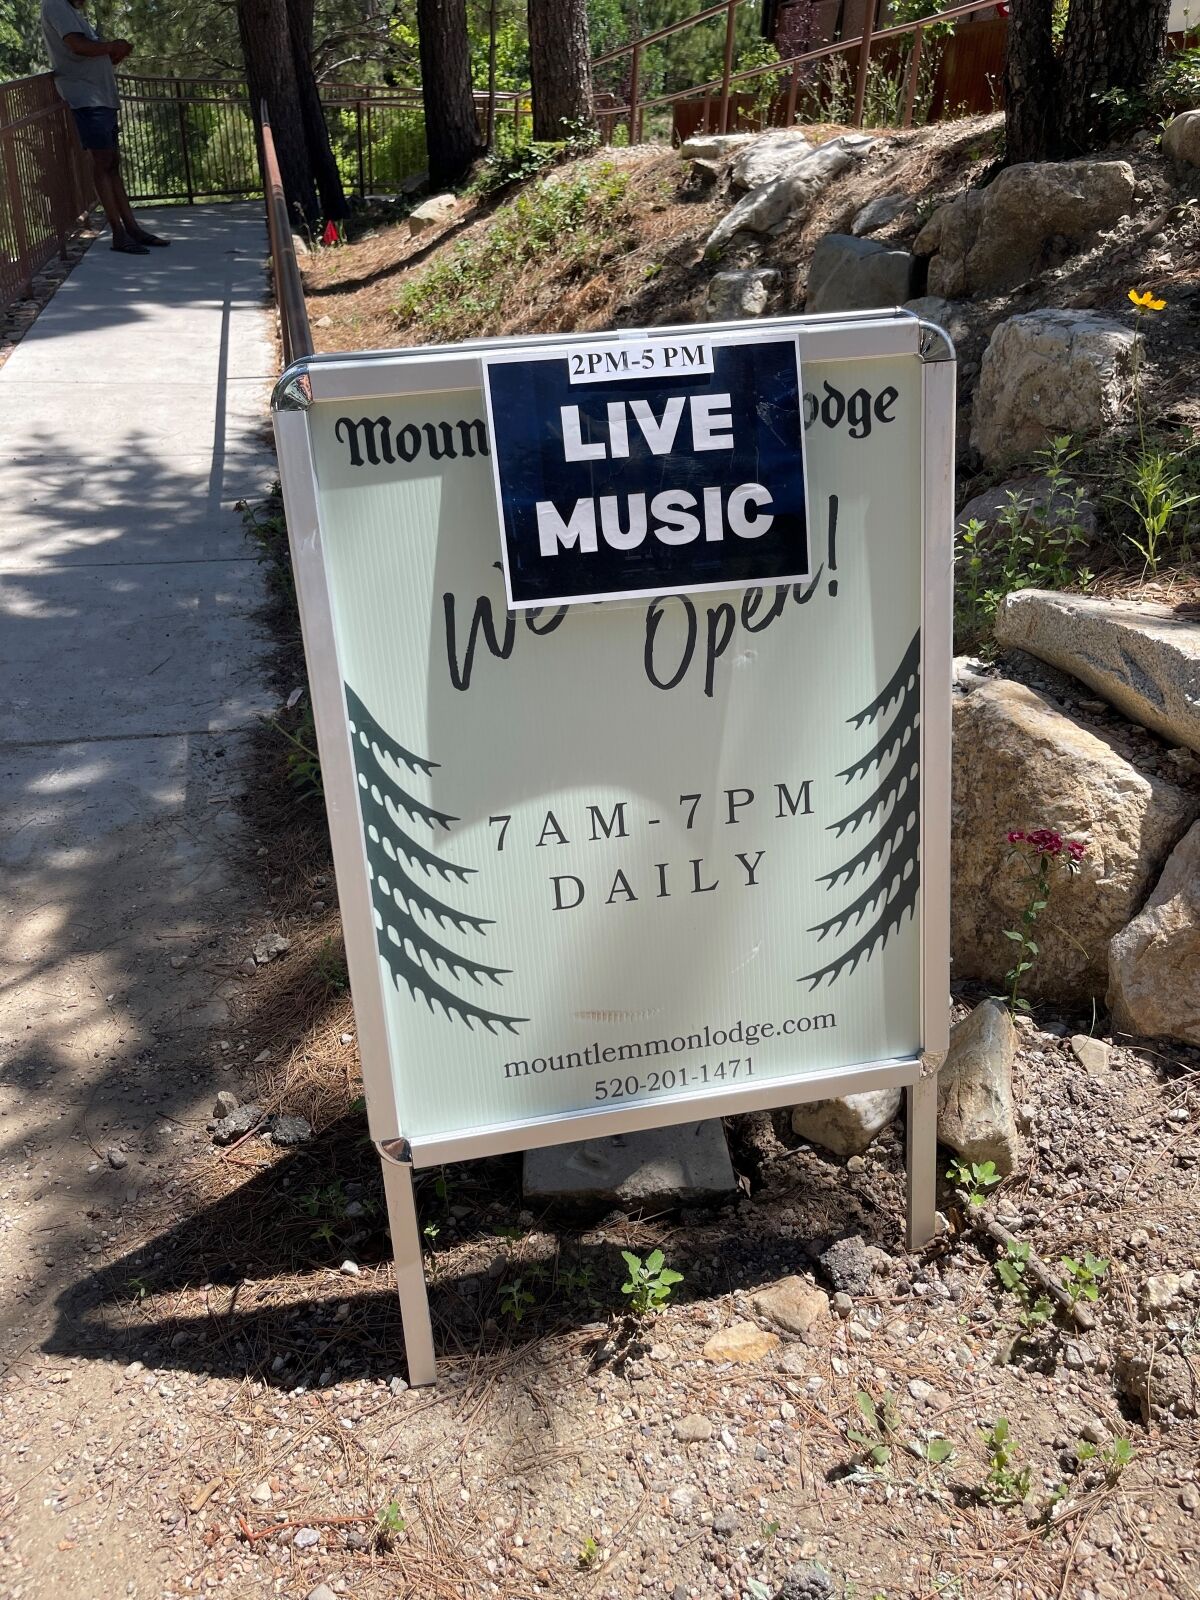 2PM-5 PM
LIVE
MUSIC
Moun odge
We Open!
7AM-7PM
DAILY
mountlemmonlodge.com
520-201-1471